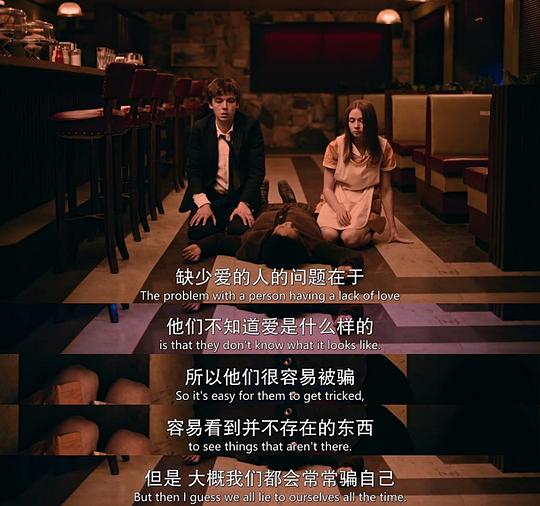 缺少爱的人的问题在于
The problem with a person having a lack of love
他们不知道爱是什么样的
is that they don't know what it looks like.
所以他们很容易被骗
So it's easy for them to get tricked,
容易看到并不存在的东西
to see things that aren't there.
但是 大概我们都会常常骗自己
But then I guess we all lie to ourselves all the time.